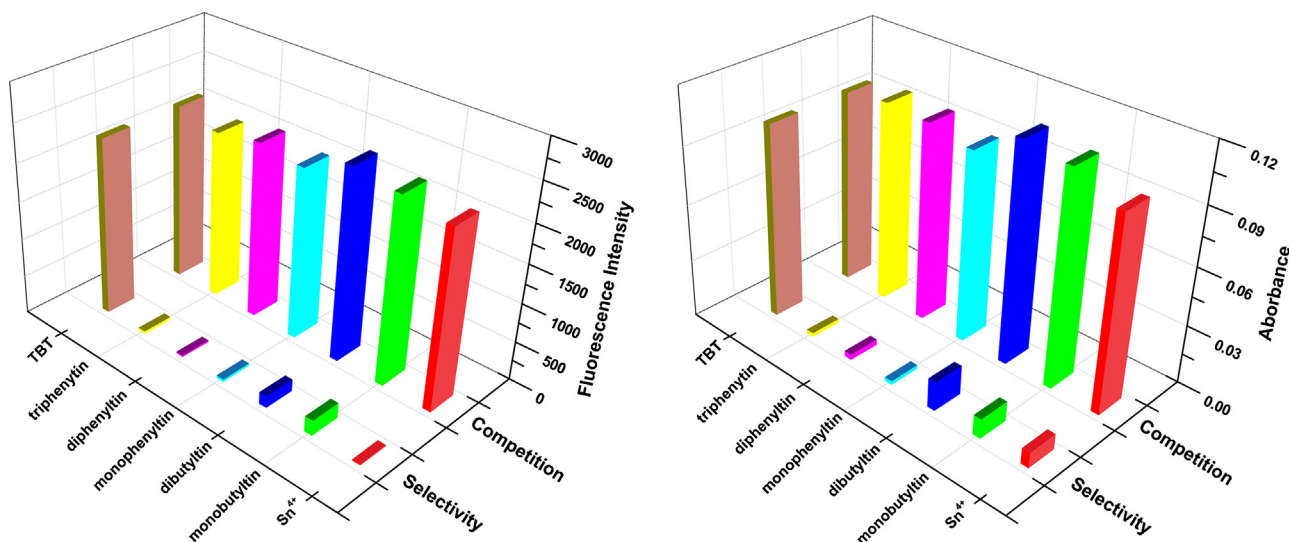 3000
2500
2000
1500
1000
500
0
Fluorescence Intensity
TBT
triphenytin
diphenyltin
monophenyltin
dibutyltin
monobutyltin
Sn4+
Selectivity
Competition
0.12
0.09
0.06
0.03
0.00
Aborbance
TBT
triphenytin
diphenyltin
monophenyltin
dibutyltin
monobutyltin
Sn4+
Selectivity
Competition